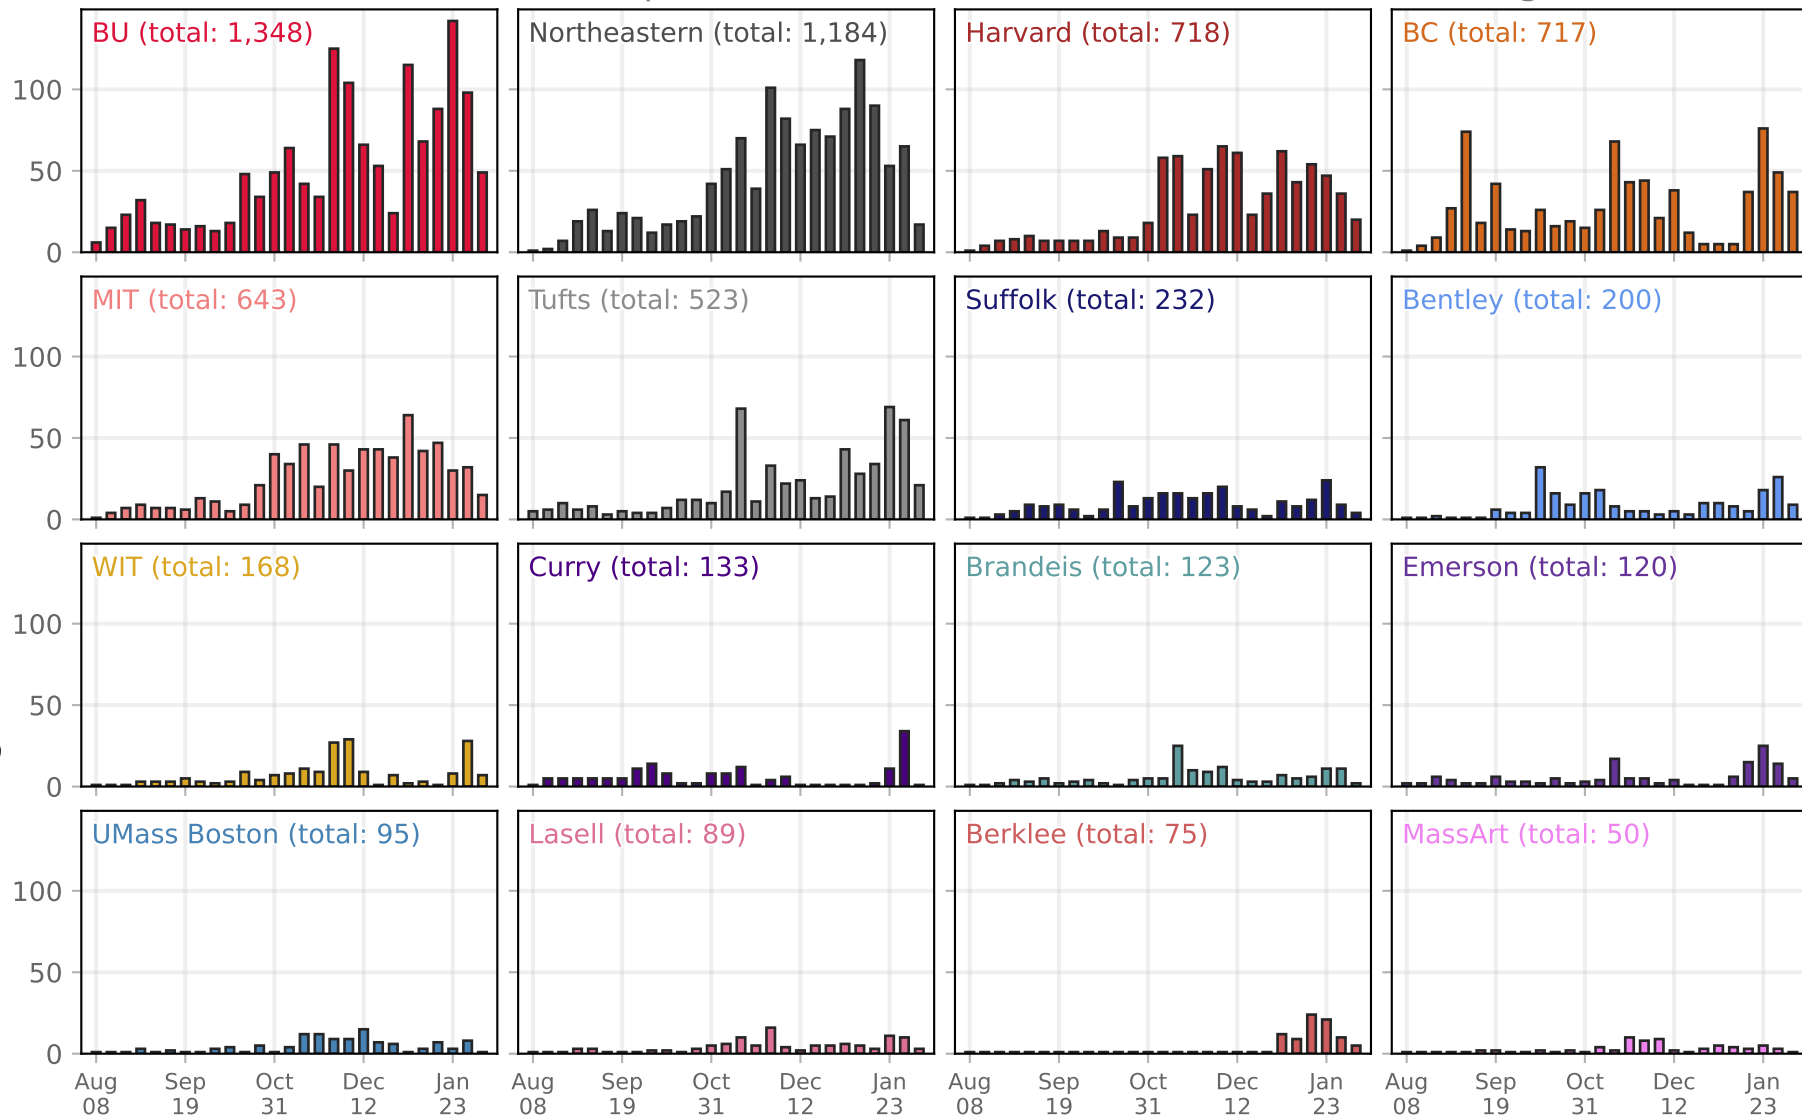 BU (total: 1,348)
Northeastern (total: 1,184)
Harvard (total: 718)
BC (total: 717)
100
50
0
MIT (total: 643)
Tufts (total: 523)
Suffolk (total: 232)
Bentley (total: 200)
100
50
0
WIT (total: 168)
Curry (total: 133)
Brandeis (total: 123)
Emerson (total: 120)
100
50
0
UMass Boston (total: 95)
Lasell (total: 89)
Berklee (total: 75)
MassArt (total: 50)
100
50
0
Aug 08
Sep 19
Oct 31
Dec 12
Jan 23
Aug 08
Sep 19
Oct 31
Dec 12
Jan 23
Aug 08
Sep 19
Oct 31
Dec 12
Jan 23
Aug 08
Sep 19
Oct 31
Dec 12
Jan 23